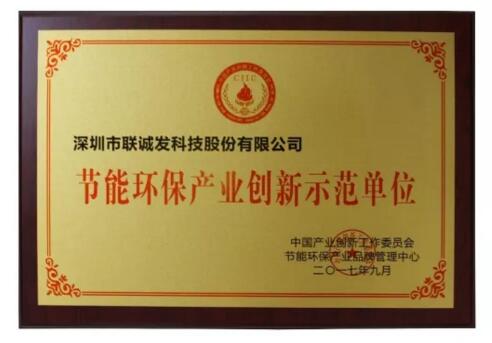 CIIC
深圳市联诚发科技股份有限公司
节能环保产业创新示范单位
中国产业创新工作委员会
节能环保产业品牌管理中心
二〇一七年九月